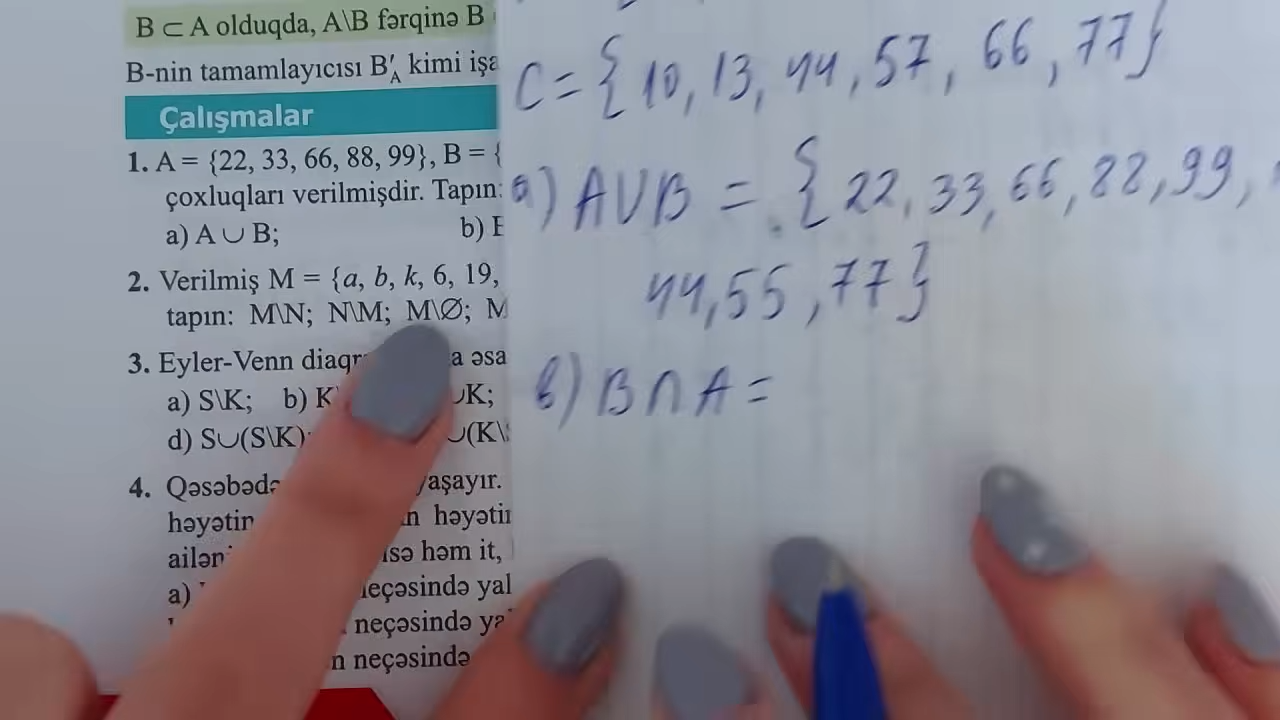 B ⊂ A olduqda, A\B fərqinə B
B-nin tamamlayıcısı B′A kimi işa
Çalışmalar
1. A = {22, 33, 66, 88, 99}, B = {
çoxluqları verilmişdir. Tapın:
a) A ∪ B; b)
2. Verilmiş M = {a, b, k, 6, 19,
tapın: M\N; N\M; M\Ø; M
3. Eyler-Venn diaqr a əsa
a) S\K; b) K ∪K;
d) S∪(S\K) ∪(K\
4. Qəsəbədə yaşayır.
həyətin n həyətin
ailəni isə həm it,
a) neçəsində yal
neçəsində ya
n neçəsində
C = {10, 13, 44, 57, 66, 77}
a) A∪B = {22, 33, 66, 88, 99,
44, 55, 77}
b) B∩A =